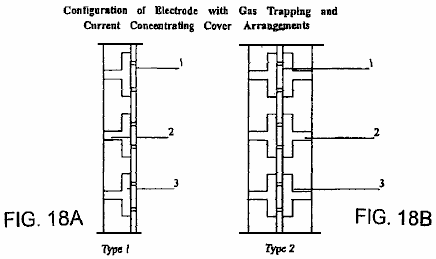 Configuration of Electrode with Gas Trapping and
Current Concentrating Cover Arrangements
1
1
2
2
3
3
FIG. 18A
FIG. 18B
Type 1
Type 2